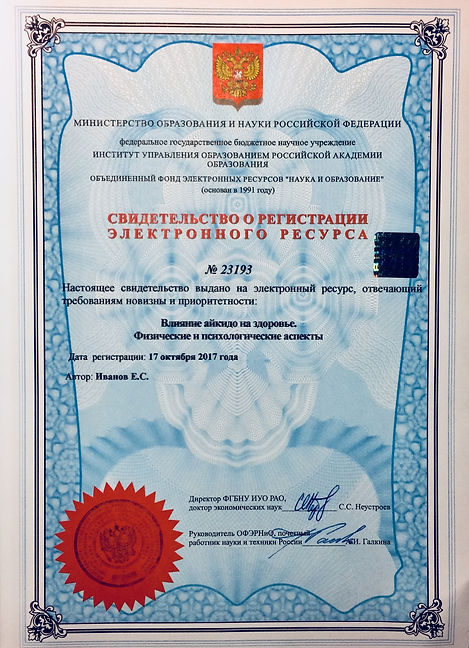 МИНИСТЕРСТВО ОБРАЗОВАНИЯ И НАУКИ РОССИЙСКОЙ ФЕДЕРАЦИИ
федеральное государственное бюджетное научное учреждение
ИНСТИТУТ УПРАВЛЕНИЯ ОБРАЗОВАНИЕМ РОССИЙСКОЙ АКАДЕМИИ
ОБРАЗОВАНИЯ
ОБЪЕДИНЕННЫЙ ФОНД ЭЛЕКТРОННЫХ РЕСУРСОВ "НАУКА И ОБРАЗОВАНИЕ"
(основан в 1991 году)
СВИДЕТЕЛЬСТВО О РЕГИСТРАЦИИ
ЭЛЕКТРОННОГО РЕСУРСА
№ 23193
Настоящее свидетельство выдано на электронный ресурс, отвечающий
требованиям новизны и приоритетности:
Влияние айкидо на здоровье.
Физические и психологические аспекты
Дата регистрации: 17 октября 2017 года
Автор: Иванов Е.С.
Директор ФГБНУ ИУО РАО,
доктор экономических наук С.С. Неустроев
Руководитель ОФЭРНиО, почетный
работник науки и техники России И. Галкина